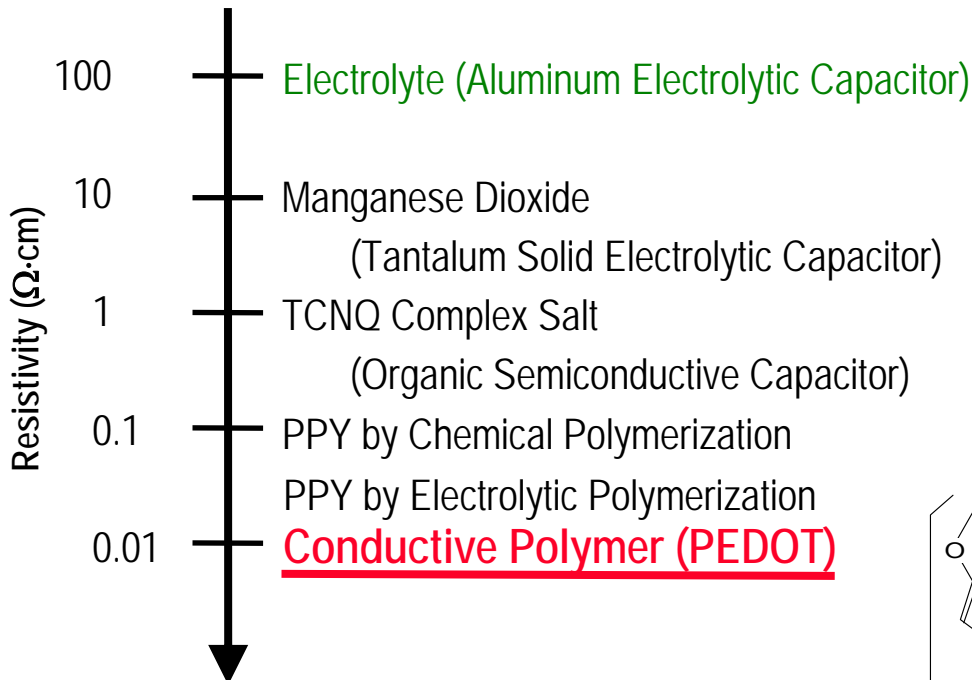 Resistivity (Ω·cm)
100
Electrolyte (Aluminum Electrolytic Capacitor)
10
Manganese Dioxide
(Tantalum Solid Electrolytic Capacitor)
1
TCNQ Complex Salt
(Organic Semiconductive Capacitor)
0.1
PPY by Chemical Polymerization
PPY by Electrolytic Polymerization
0.01
Conductive Polymer (PEDOT)
O